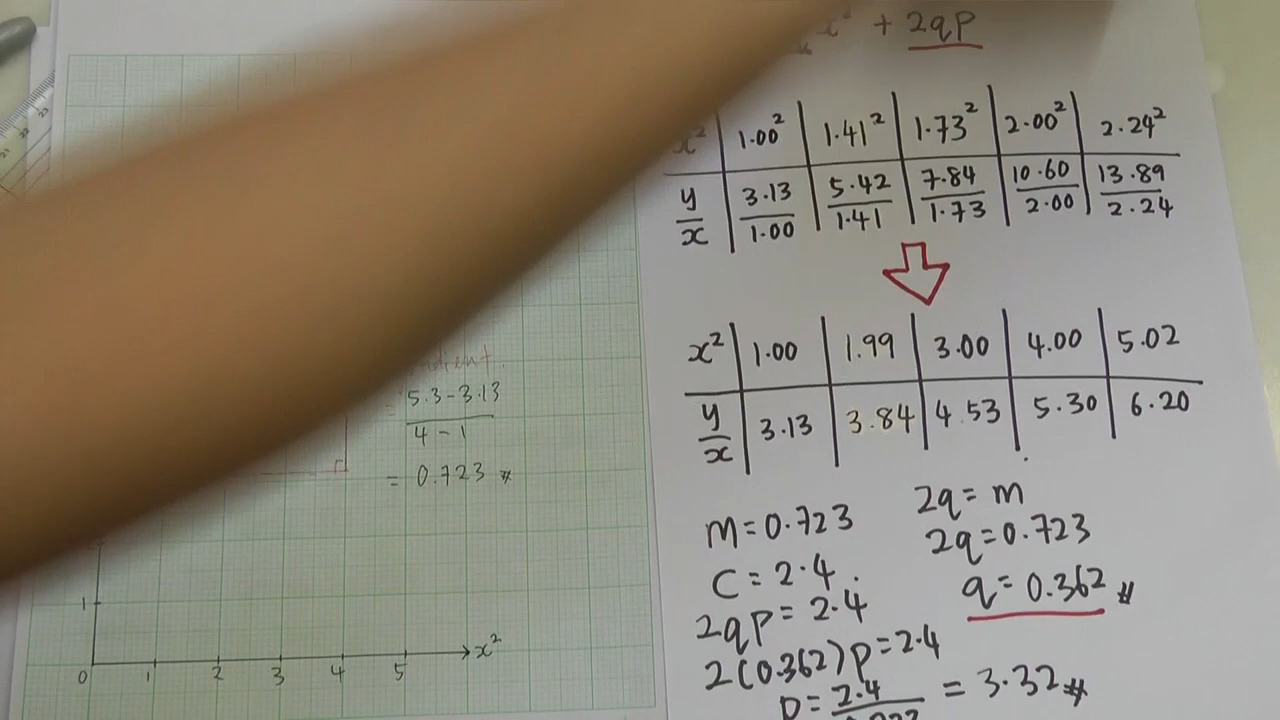 x² + 2qp
x² | 1.00² | 1.41² | 1.73² | 2.00² | 2.24²
y/x | 3.13/1.00 | 5.42/1.41 | 7.84/1.73 | 10.60/2.00 | 13.89/2.24
x² | 1.00 | 1.99 | 3.00 | 4.00 | 5.02
y/x | 3.13 | 3.84 | 4.53 | 5.30 | 6.20
= 5.3-3.13 / 4-1
= 0.723 #
1
0 1 2 3 4 5 x²
m = 0.723
C = 2.4
2qp = 2.4
2(0.362)p = 2.4
p = 2.4 = 3.32 #
2q = m
2q = 0.723
q = 0.362 #